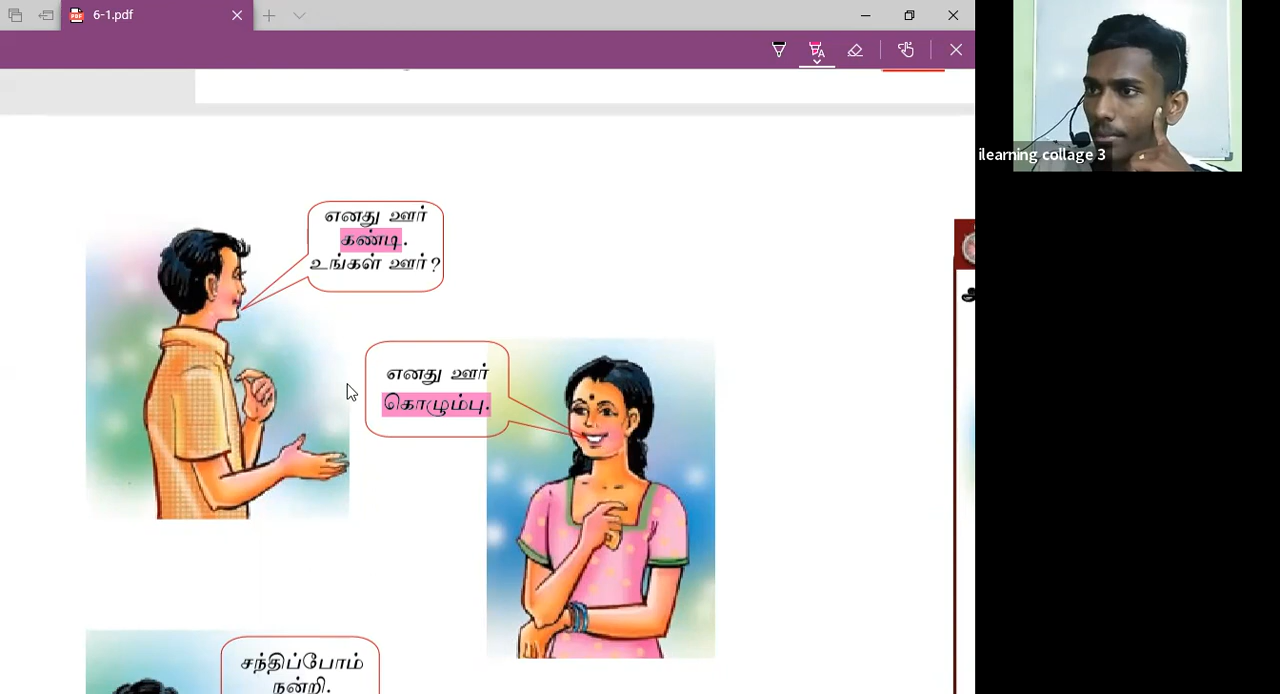 6-1.pdf
எனது ஊர்
கண்டி.
உங்கள் ஊர்?
எனது ஊர்
கொழும்பு.
சந்திப்போம்
நன்றி.
ilearning collage 3